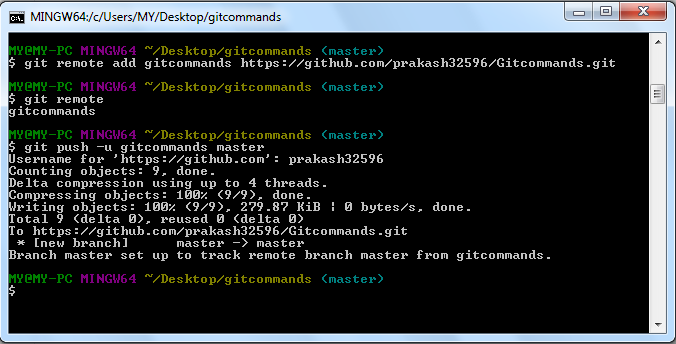 MINGW64:/c/Users/MY/Desktop/gitcommands
MY@MY-PC MINGW64 ~/Desktop/gitcommands (master)
$ git remote add gitcommands https://github.com/prakash32596/Gitcommands.git
MY@MY-PC MINGW64 ~/Desktop/gitcommands (master)
$ git remote
gitcommands
MY@MY-PC MINGW64 ~/Desktop/gitcommands (master)
$ git push -u gitcommands master
Username for 'https://github.com': prakash32596
Counting objects: 9, done.
Delta compression using up to 4 threads.
Compressing objects: 100% (9/9), done.
Writing objects: 100% (9/9), 279.87 KiB ¦ 0 bytes/s, done.
Total 9 (delta 0), reused 0 (delta 0)
To https://github.com/prakash32596/Gitcommands.git
 * [new branch]      master -> master
Branch master set up to track remote branch master from gitcommands.
MY@MY-PC MINGW64 ~/Desktop/gitcommands (master)
$